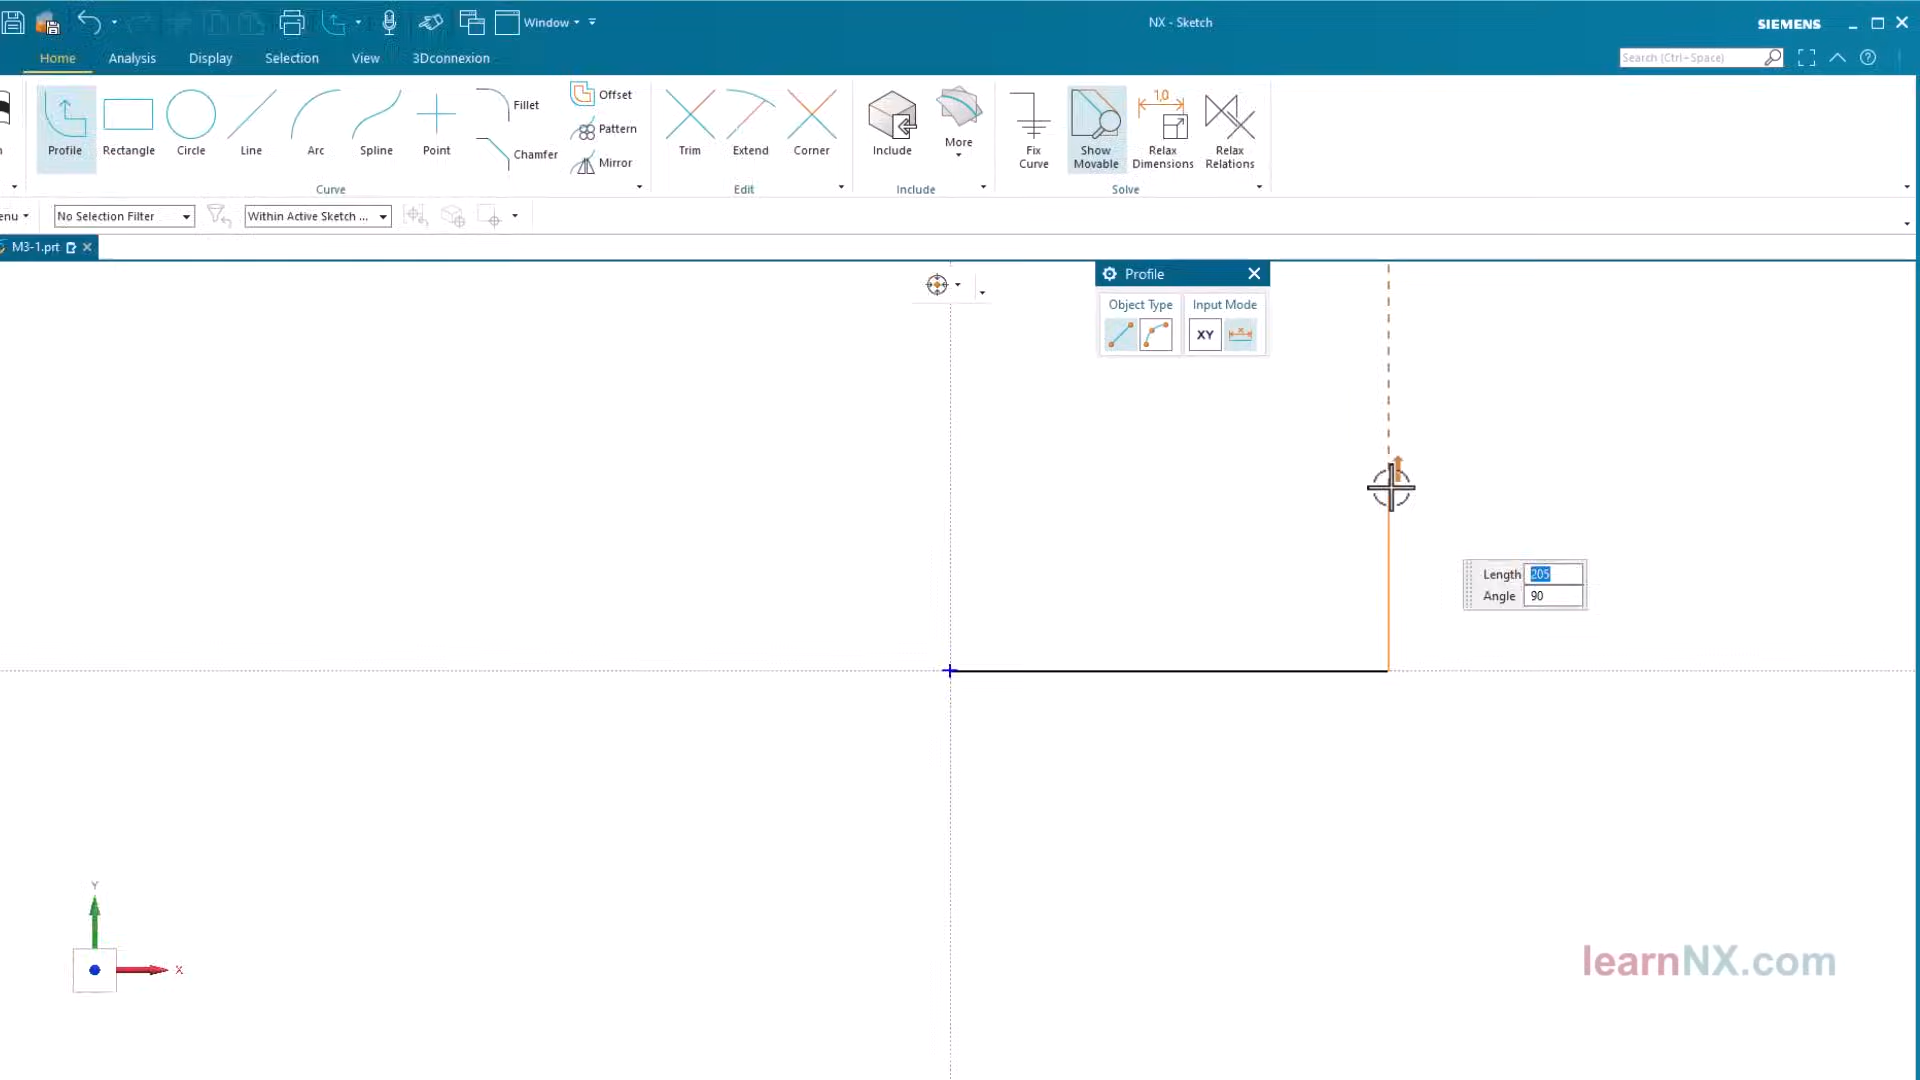 Window
NX - Sketch
SIEMENS
Home
Analysis
Display
Selection
View
3Dconnexion
Search (Ctrl+Space)
Profile
Rectangle
Circle
Line
Arc
Spline
Point
Fillet
Chamfer
Offset
Pattern
Mirror
Curve
Trim
Extend
Corner
Edit
Include
More
Include
Fix
Curve
Show
Movable
1,0
Relax
Dimensions
Relax
Relations
Solve
enu
No Selection Filter
Within Active Sketch ...
M3-1.prt
Profile
Object Type
Input Mode
XY
Length 205
Angle 90
Y
X
learnNX.com